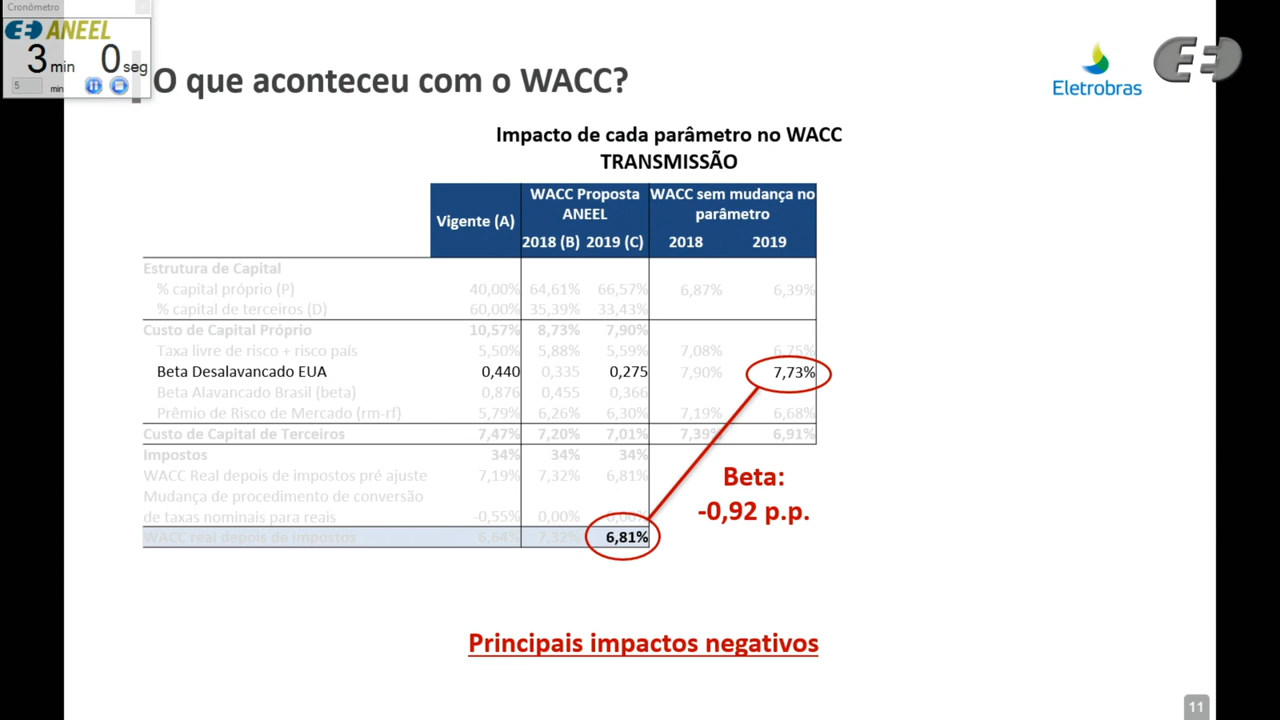 Cronômetro
ANEEL
3 min 0 seg
5 min
O que aconteceu com o WACC?
Eletrobras
Impacto de cada parâmetro no WACC
TRANSMISSÃO
Vigente (A)
WACC Proposta
ANEEL
2018 (B) 2019 (C)
WACC sem mudança no
parâmetro
2018 2019
Estrutura de Capital
% capital próprio (P) 40,00% 64,61% 66,57% 6,87% 6,39%
% capital de terceiros (D) 60,00% 35,39% 33,43%
Custo de Capital Próprio 10,57% 8,73% 7,90%
Taxa livre de risco + risco país 5,50% 5,88% 5,59% 7,08% 6,75%
Beta Desalavancado EUA 0,440 0,335 0,275 7,90% 7,73%
Beta Alavancado Brasil (beta) 0,876 0,455 0,366
Prêmio de Risco de Mercado (rm-rf) 5,79% 6,26% 6,30% 7,19% 6,68%
Custo de Capital de Terceiros 7,47% 7,20% 7,01% 7,39% 6,91%
Impostos 34% 34% 34%
WACC Real depois de impostos pré ajuste 7,19% 7,32% 6,81%
Mudança de procedimento de conversão
de taxas nominais para reais -0,55% 0,00% 0,00%
WACC real depois de impostos 6,64% 7,32% 6,81%
Beta:
-0,92 p.p.
Principais impactos negativos
11